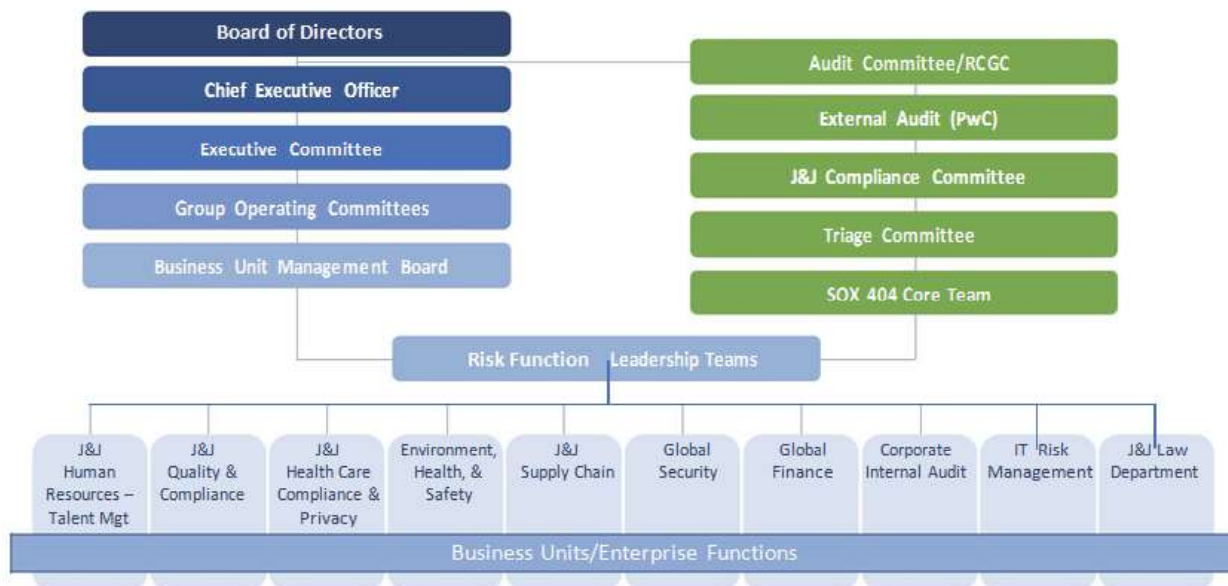 Board of Directors
Chief Executive Officer
Executive Committee
Group Operating Committees
Business Unit Management Board
Audit Committee/RCGC
External Audit (PwC)
J&J Compliance Committee
Triage Committee
SOX 404 Core Team
Risk Function Leadership Teams
J&J
Human
Resources –
Talent Mgt
J&J
Quality &
Compliance
J&J
Health Care
Compliance &
Privacy
Environment,
Health, &
Safety
J&J
Supply Chain
Global
Security
Global
Finance
Corporate
Internal Audit
IT Risk
Management
J&J Law
Department
Business Units/Enterprise Functions